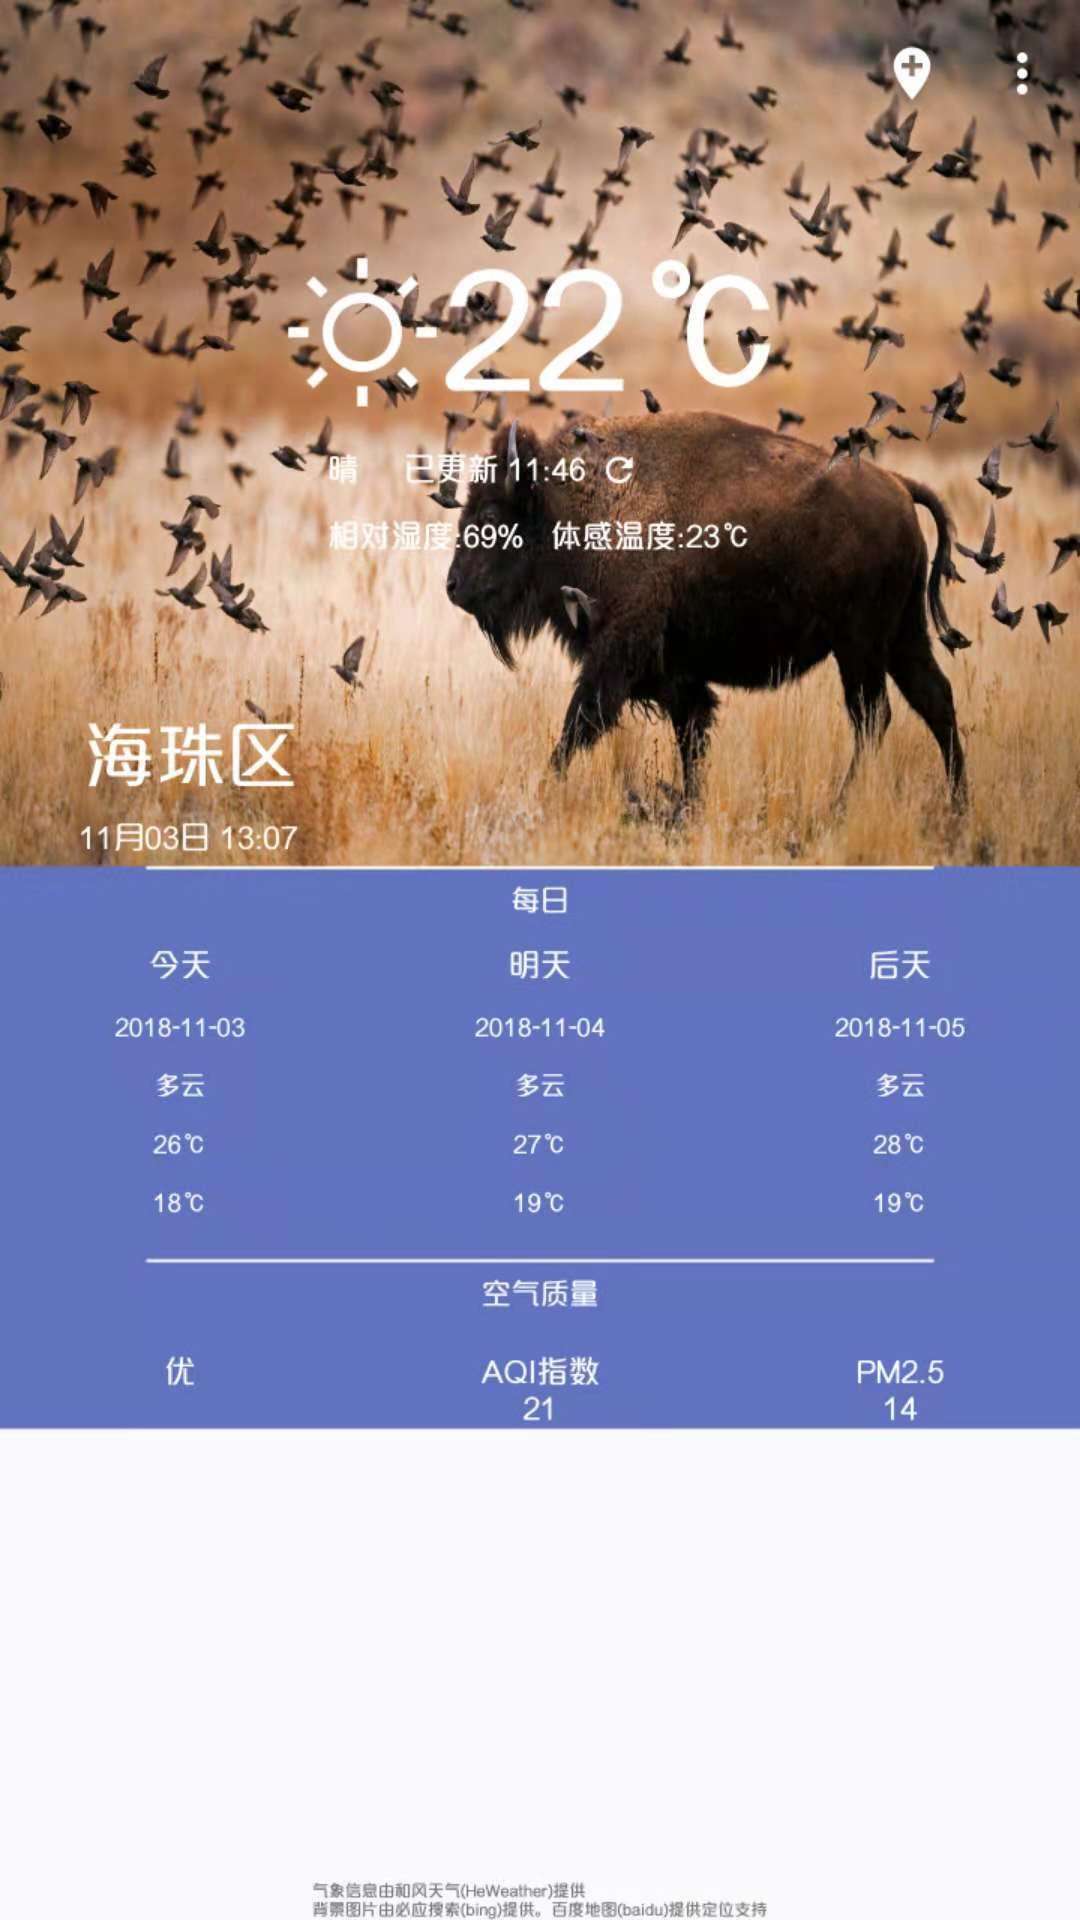 22℃
晴 已更新 11:46
相对湿度:69% 体感温度:23℃
海珠区
11月03日 13:07
每日
今天 明天 后天
2018-11-03 2018-11-04 2018-11-05
多云 多云 多云
26℃ 27℃ 28℃
18℃ 19℃ 19℃
空气质量
优 AQI指数 PM2.5
21 14
气象信息由和风天气(HeWeather)提供
背景图片由必应搜索(bing)提供。百度地图(baidu)提供定位支持